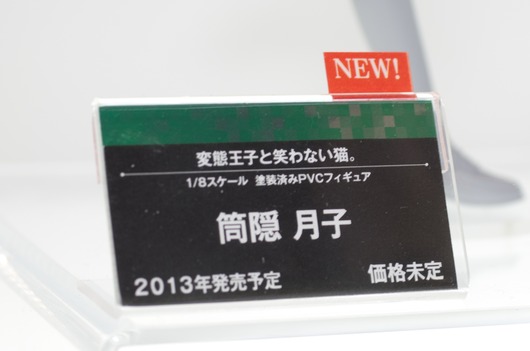 NEW!
変態王子と笑わない猫。
1/8スケール 塗装済みPVCフィギュア
筒隠 月子
2013年発売予定 価格未定